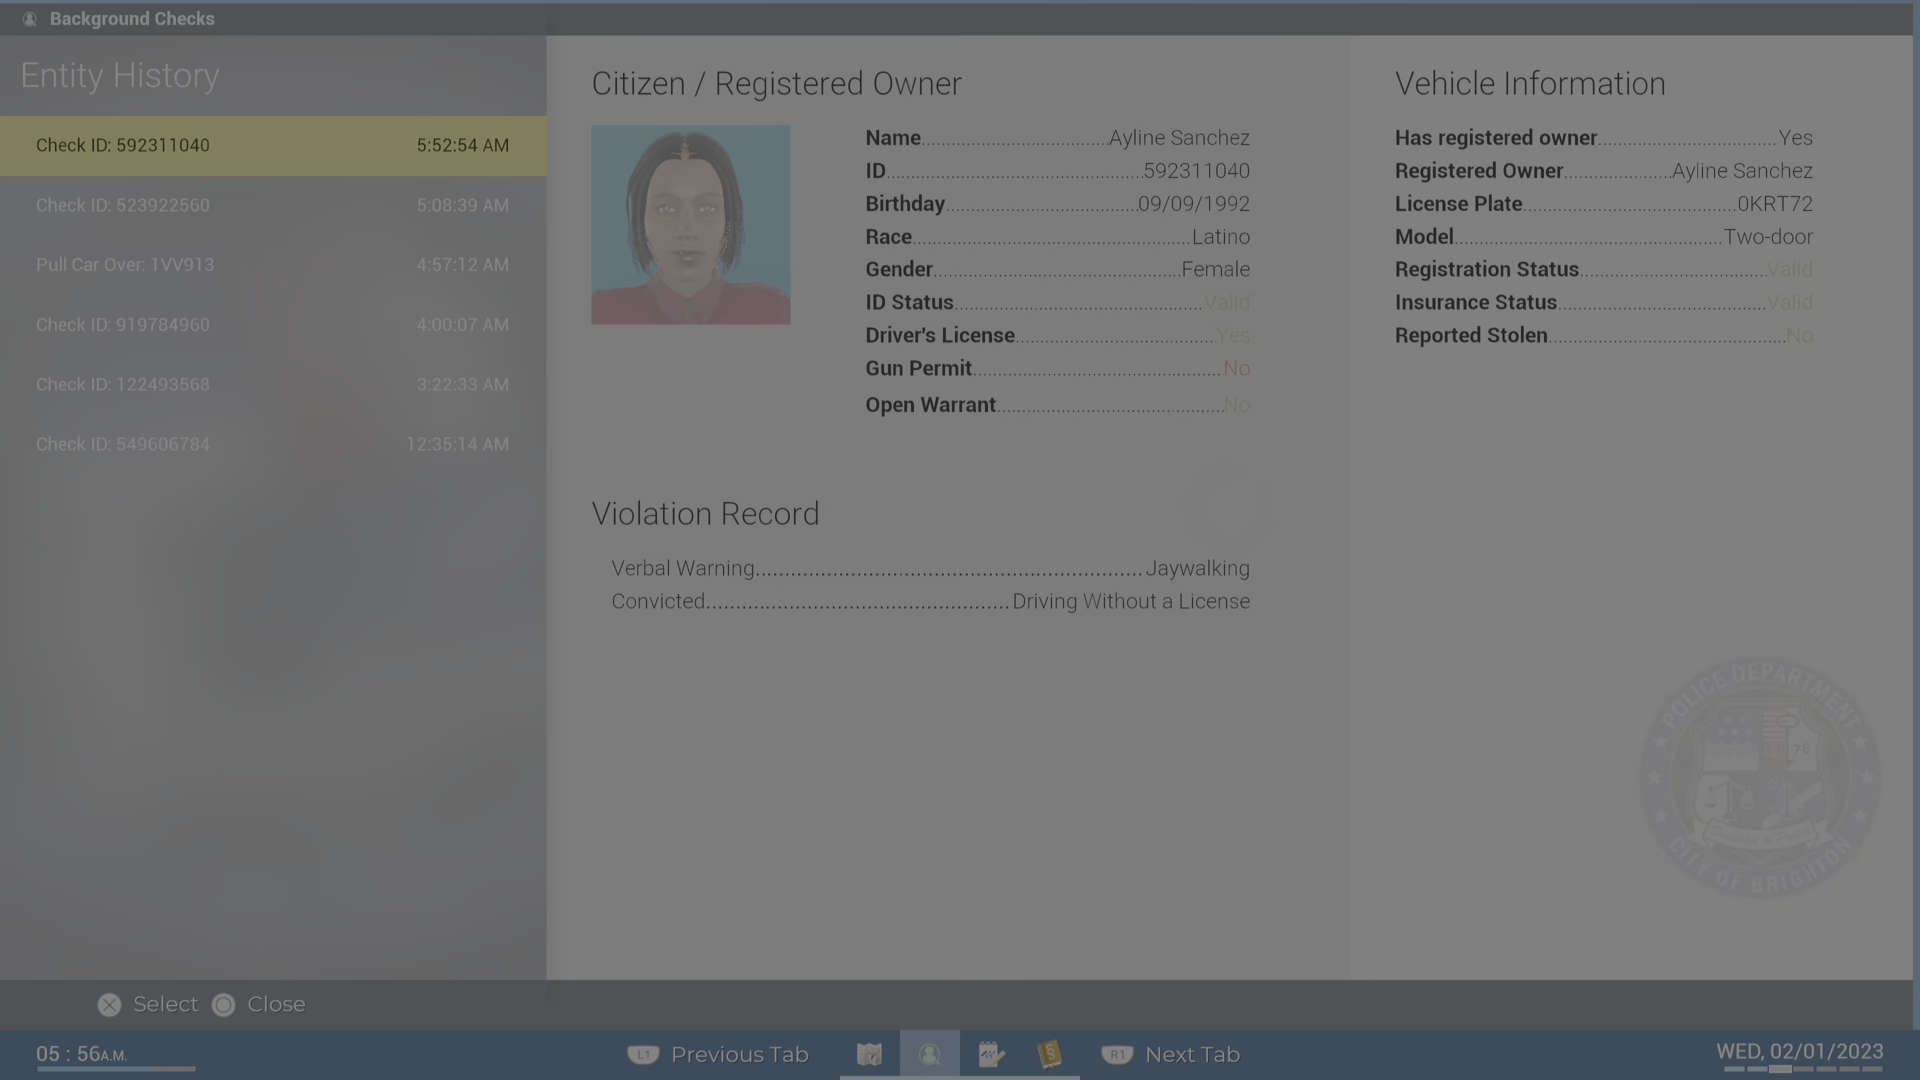 Background Checks
Entity History
Check ID: 592311040 5:52:54 AM
Check ID: 523922560 5:08:39 AM
Pull Car Over: 1VV913 4:57:12 AM
Check ID: 919784960 4:00:07 AM
Check ID: 122493568 3:22:33 AM
Check ID: 549606784 12:35:14 AM
Citizen / Registered Owner
Name Ayline Sanchez
ID 592311040
Birthday 09/09/1992
Race Latino
Gender Female
ID Status Valid
Driver's License Yes
Gun Permit No
Open Warrant No
Violation Record
Verbal Warning Jaywalking
Convicted Driving Without a License
Vehicle Information
Has registered owner Yes
Registered Owner Ayline Sanchez
License Plate 0KRT72
Model Two-door
Registration Status Valid
Insurance Status Valid
Reported Stolen No
POLICE DEPARTMENT
1776
CITY OF BRIGHTON
Select Close
05 : 56 A.M.
L1 Previous Tab
R1 Next Tab
WED, 02/01/2023